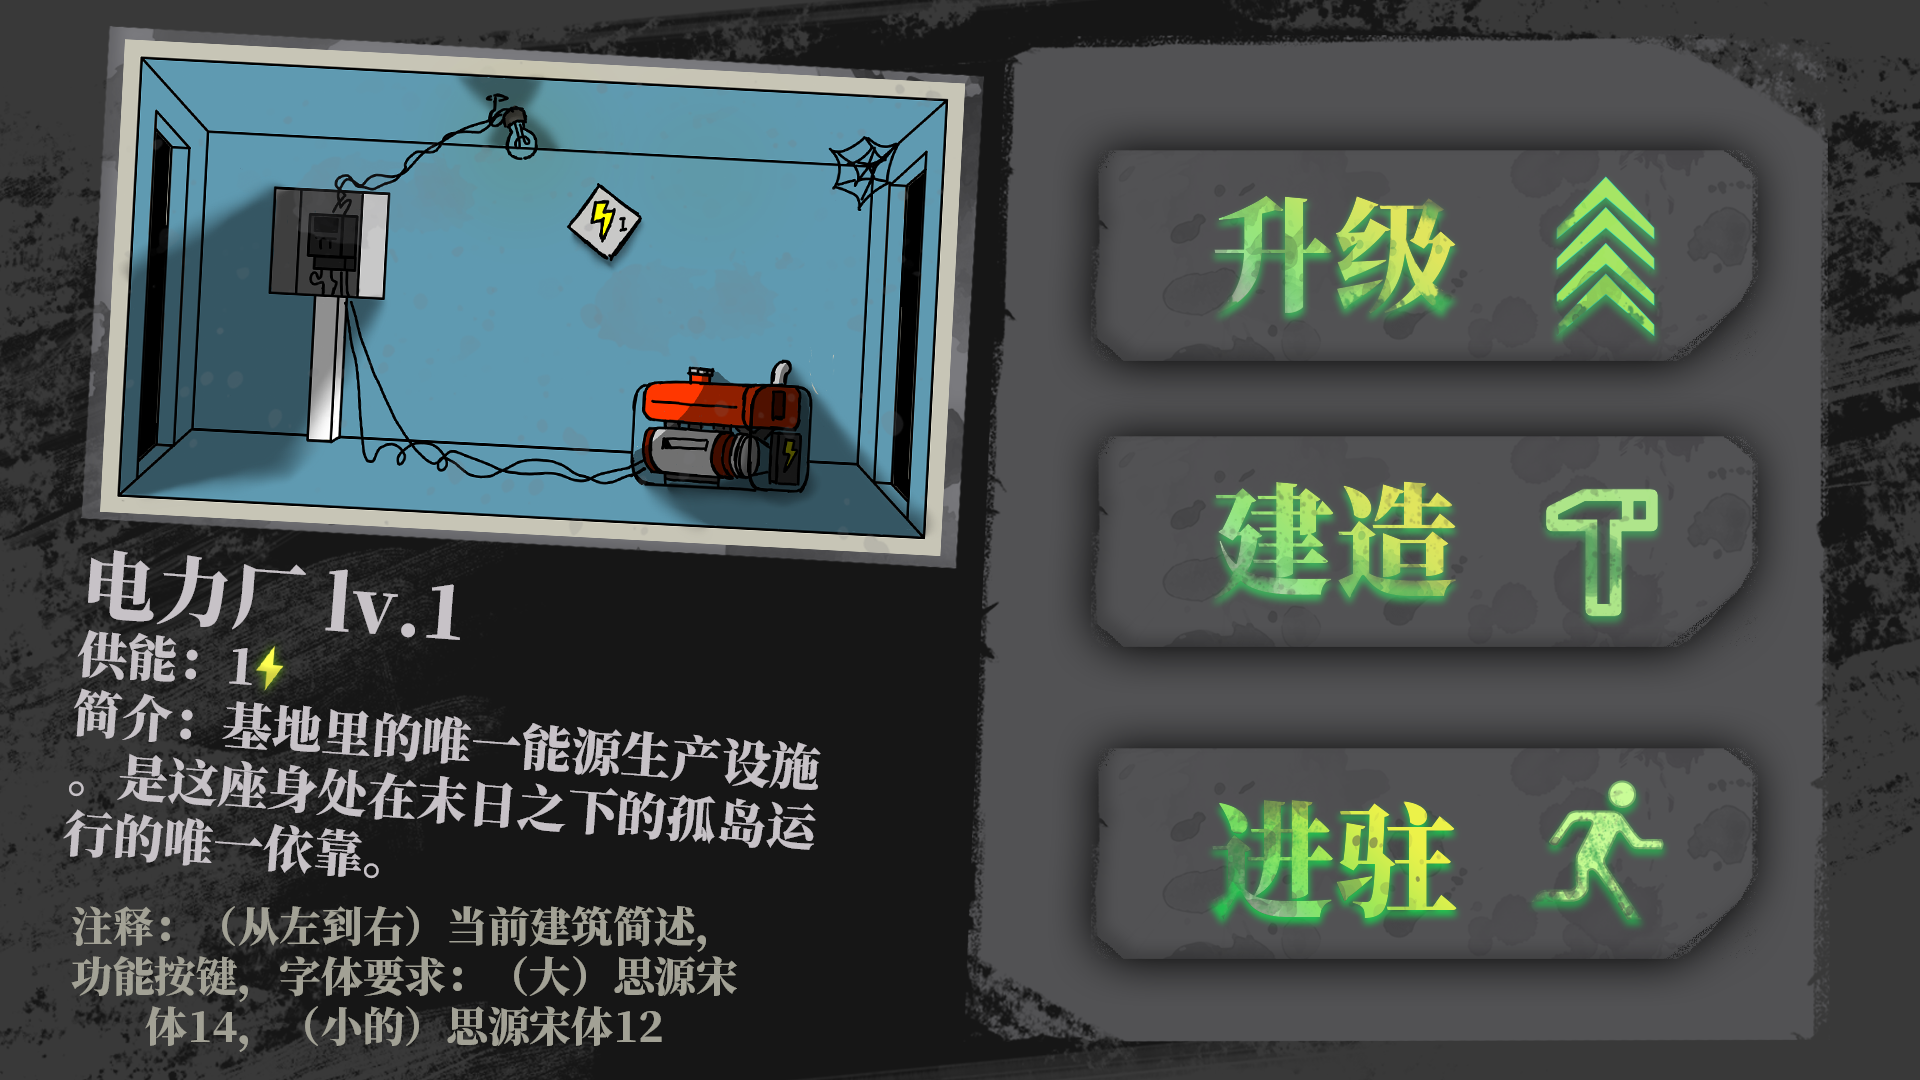 1
电力厂 lv.1
供能：1
简介：基地里的唯一能源生产设施
。是这座身处在末日之下的孤岛运
行的唯一依靠。
注释：（从左到右）当前建筑简述，
功能按键，字体要求：（大）思源宋
体14，（小的）思源宋体12
升级
建造
进驻